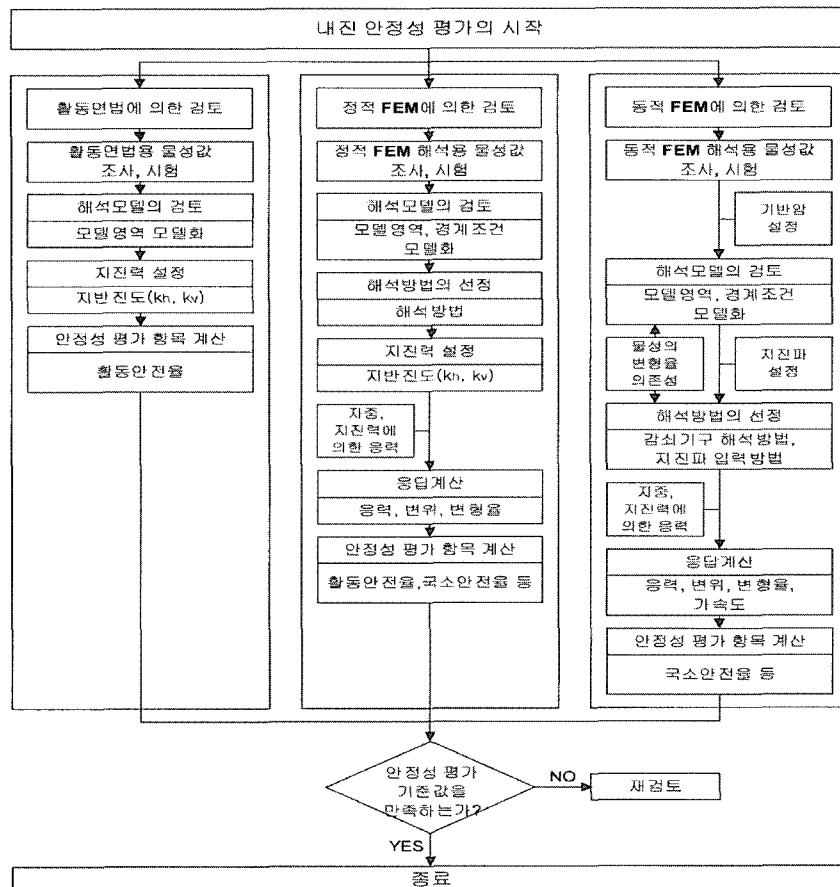 내진 안정성 평가의 시작
활동면법에 의한 검토
활동면법용 물성값
조사, 시험
해석모델의 검토
모델영역 모델화
지진력 설정
지반진도(kh, kv)
안정성 평가 항목 계산
활동안전율
정적 FEM에 의한 검토
정적 FEM 해석용 물성값
조사, 시험
해석모델의 검토
모델영역, 경계조건
모델화
해석방법의 선정
해석방법
지진력 설정
지반진도(kh, kv)
자중,
지진력에
의한 응력
응답계산
응력, 변위, 변형율
안정성 평가 항목 계산
활동안전율,국소안전율 등
동적 FEM에 의한 검토
동적 FEM 해석용 물성값
조사, 시험
기반암
설정
해석모델의 검토
모델영역, 경계조건
모델화
물성의
변형율
의존성
지진파
설정
해석방법의 선정
감쇠기구 해석방법,
지진파 입력방법
자중,
지진력에
의한 응력
응답계산
응력, 변위, 변형율,
가속도
안정성 평가 항목 계산
국소안전율 등
안정성 평가
기준값을
만족하는가?
NO
재검토
YES
종료